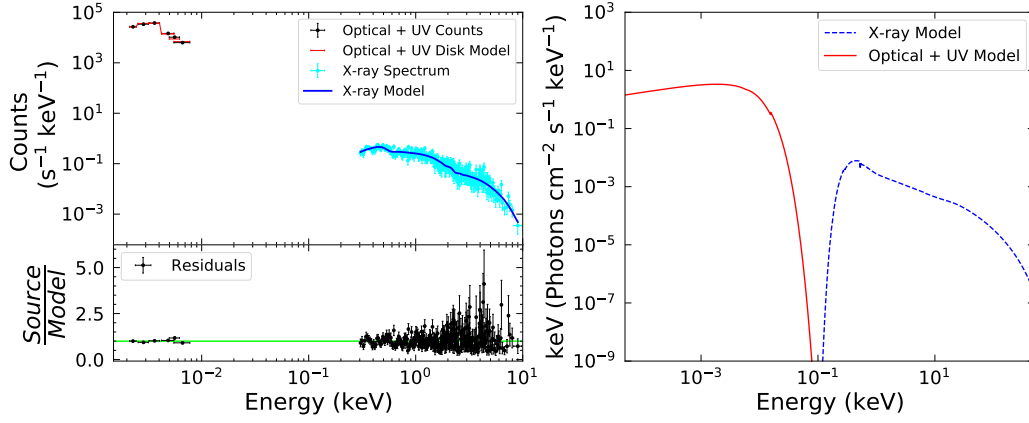 10^5
10^3
10^1
10^-1
10^-3
Counts
(s^-1 keV^-1)
Optical + UV Counts
Optical + UV Disk Model
X-ray Spectrum
X-ray Model
5.0
2.5
0.0
Source
Model
Residuals
10^-2
10^-1
10^0
10^1
Energy (keV)
10^3
10^1
10^-1
10^-3
10^-5
10^-7
10^-9
keV (Photons cm^-2 s^-1 keV^-1)
X-ray Model
Optical + UV Model
10^-3
10^-1
10^1
Energy (keV)